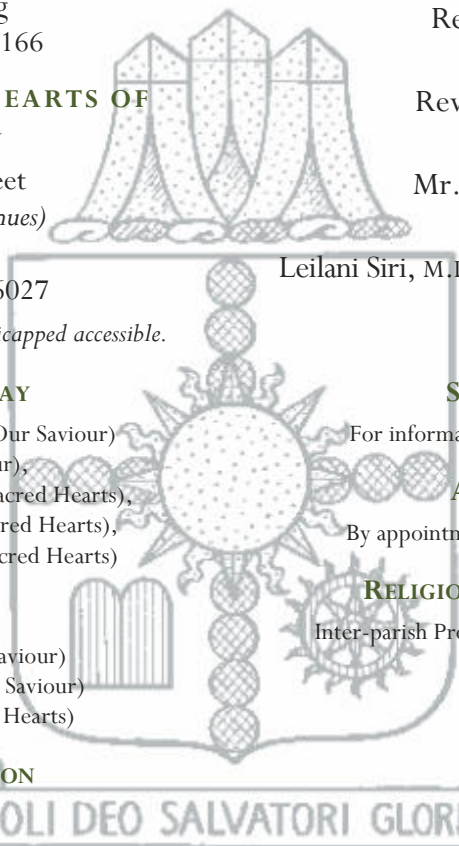 g
166
EARTS OF
eet
nues)
6027
icapped accessible.
AY
Our Saviour)
ur),
acred Hearts),
red Hearts),
cred Hearts)
aviour)
Saviour)
Hearts)
ON
Re
Rev
Mr.
Leilani Siri, M.
S
For informa
A
By appointm
RELIGIO
Inter-parish Pr
OLI DEO SALVATORI GLOR